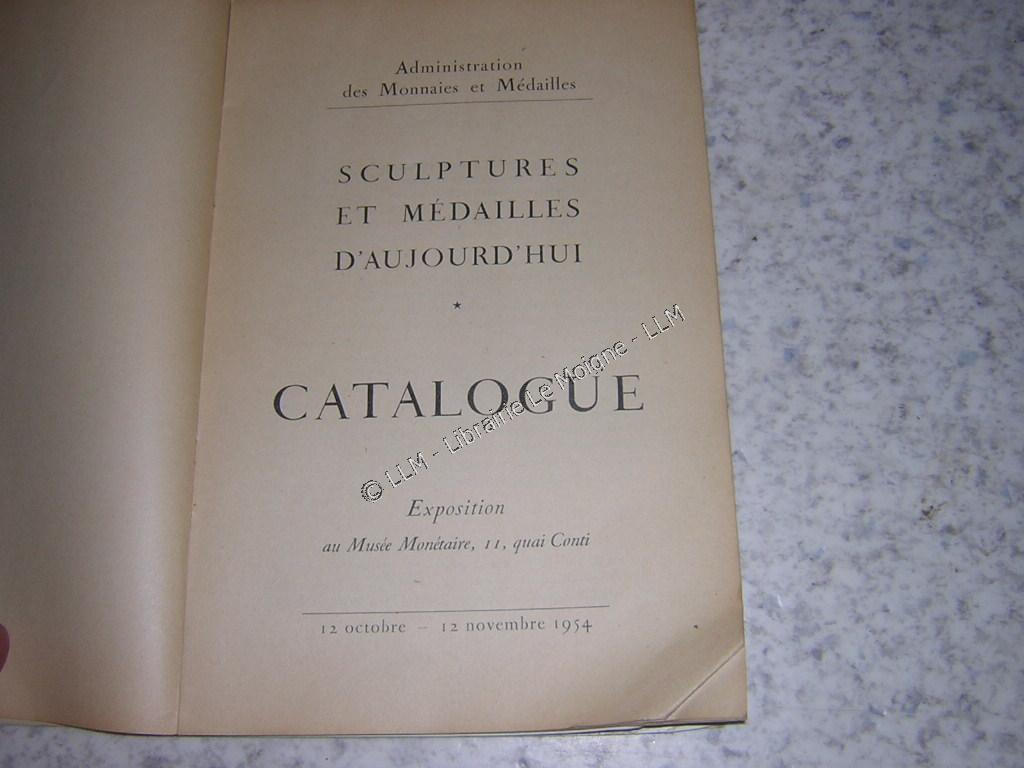 Administration
des Monnaies et Médailles
SCULPTURES
ET MÉDAILLES
D'AUJOURD'HUI
★
CATALOGUE
© LLM - Librairie Le Moigne - LLM
Exposition
au Musée Monétaire, 11, quai Conti
12 octobre – 12 novembre 1954